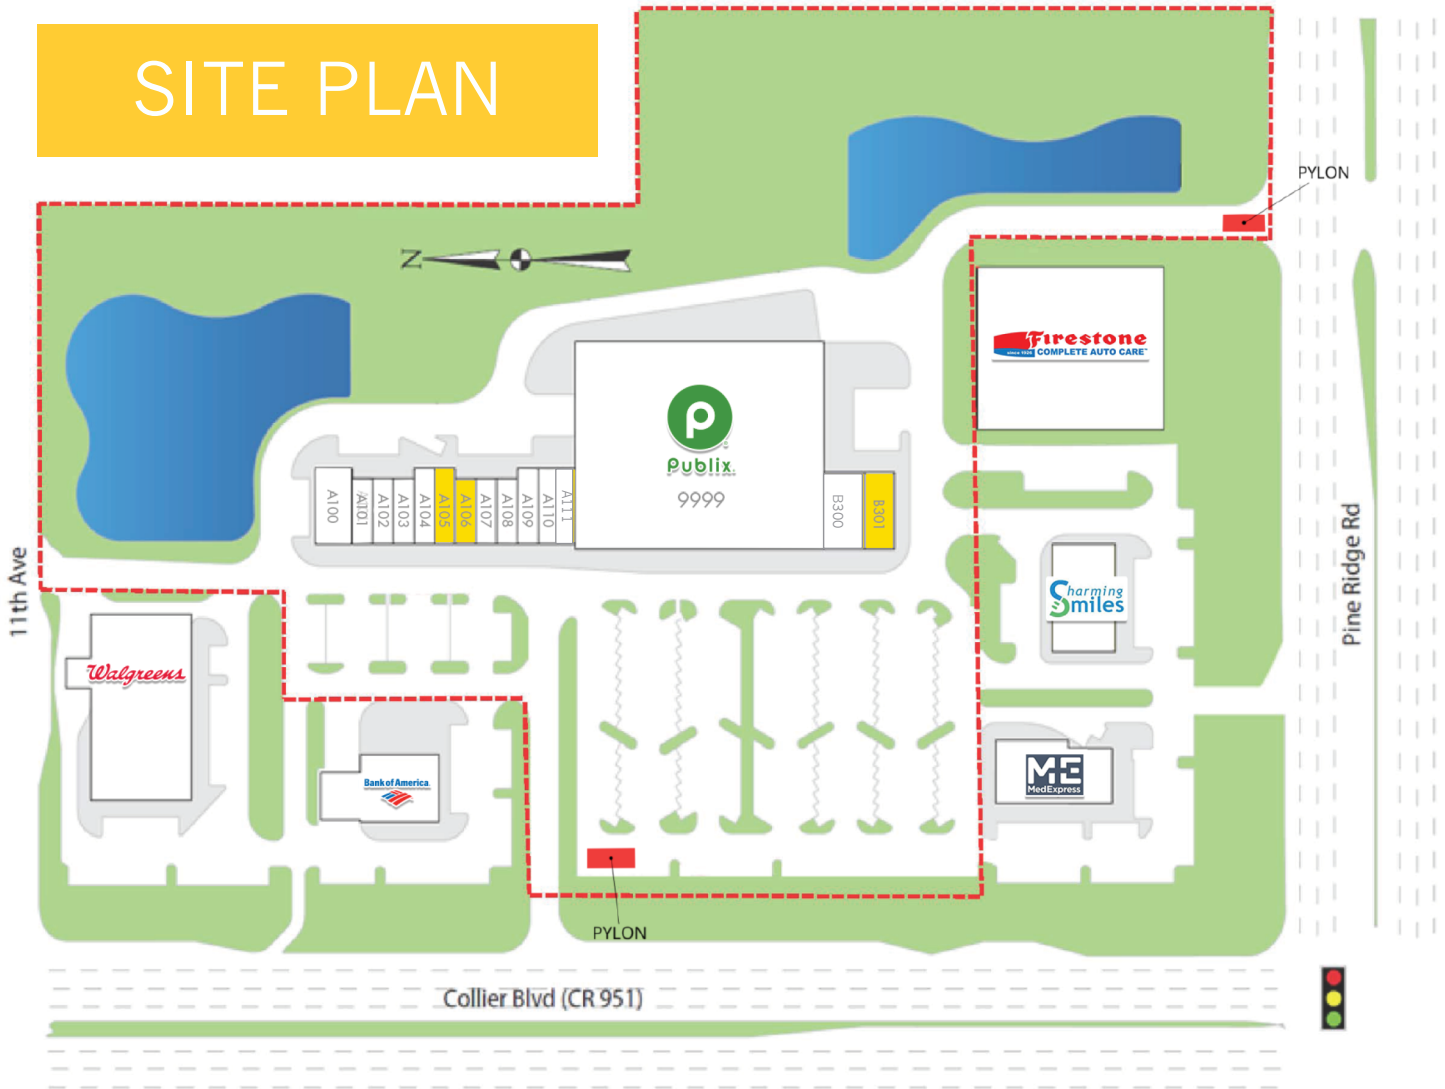 SITE PLAN
PYLON
N
Firestone
since 1926
COMPLETE AUTO CARE
P
Publix.
9999
A100
A101
A102
A103
A104
A105
A106
A107
A108
A109
A110
A111
B300
B301
11th Ave
Pine Ridge Rd
Sharming
Smiles
Walgreens
Bank of America
ME
MedExpress
PYLON
Collier Blvd (CR 951)